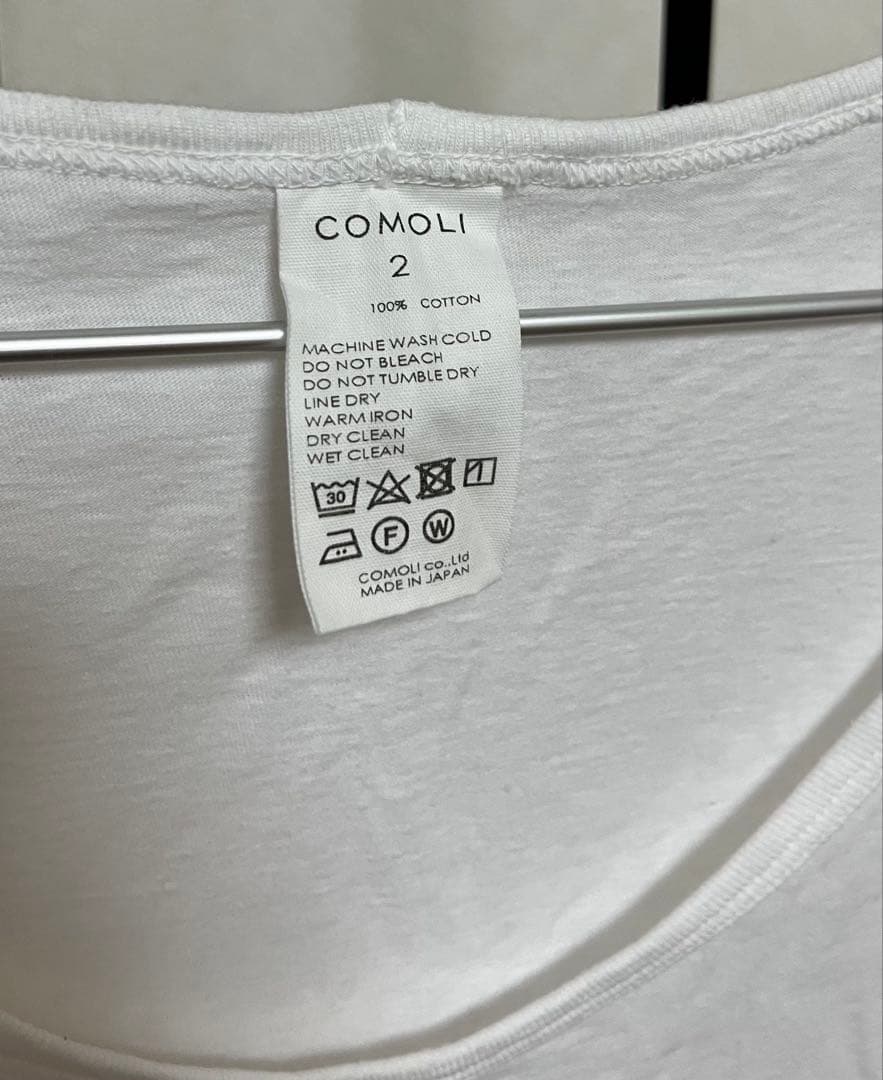 COMOLI
2
100% COTTON
MACHINE WASH COLD
DO NOT BLEACH
DO NOT TUMBLE DRY
LINE DRY
WARM IRON
DRY CLEAN
WET CLEAN
30
F W
COMOLI co.,Ltd
MADE IN JAPAN